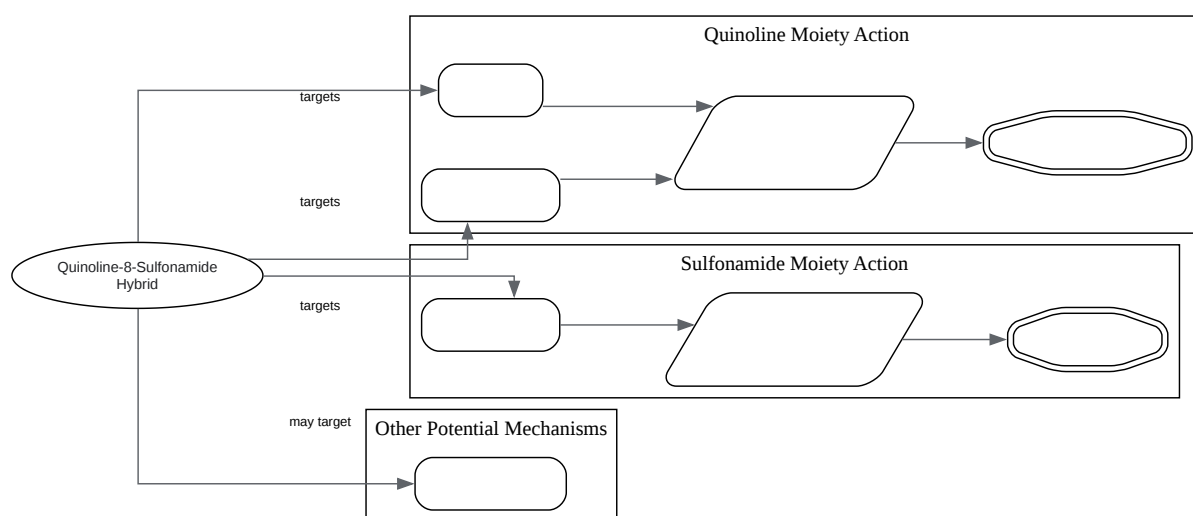 Quinoline Moiety Action
targets
targets
Quinoline-8-Sulfonamide
Hybrid
Sulfonamide Moiety Action
targets
may target
Other Potential Mechanisms